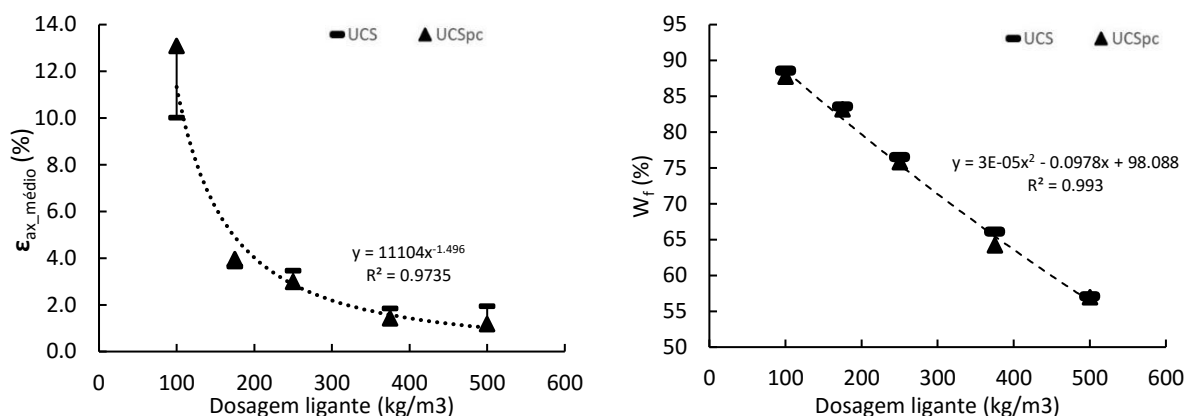 14.0
12.0
10.0
8.0
6.0
4.0
2.0
0.0
ε_ax_médio (%)
UCS UCSpc
y = 11104x^-1.496
R² = 0.9735
0 100 200 300 400 500 600
Dosagem ligante (kg/m3)
95
90
85
80
75
70
65
60
55
50
W_f (%)
UCS UCSpc
y = 3E-05x² - 0.0978x + 98.088
R² = 0.993
0 100 200 300 400 500 600
Dosagem ligante (kg/m3)